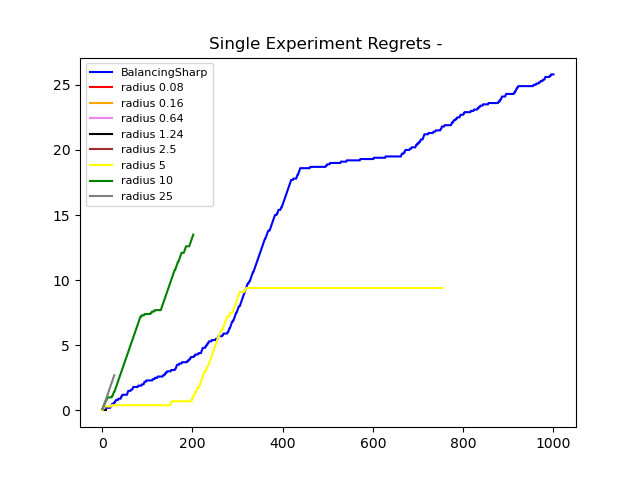 Single Experiment Regrets -
BalancingSharp
radius 0.08
radius 0.16
radius 0.64
radius 1.24
radius 2.5
radius 5
radius 10
radius 25
25
20
15
10
5
0
0 200 400 600 800 1000